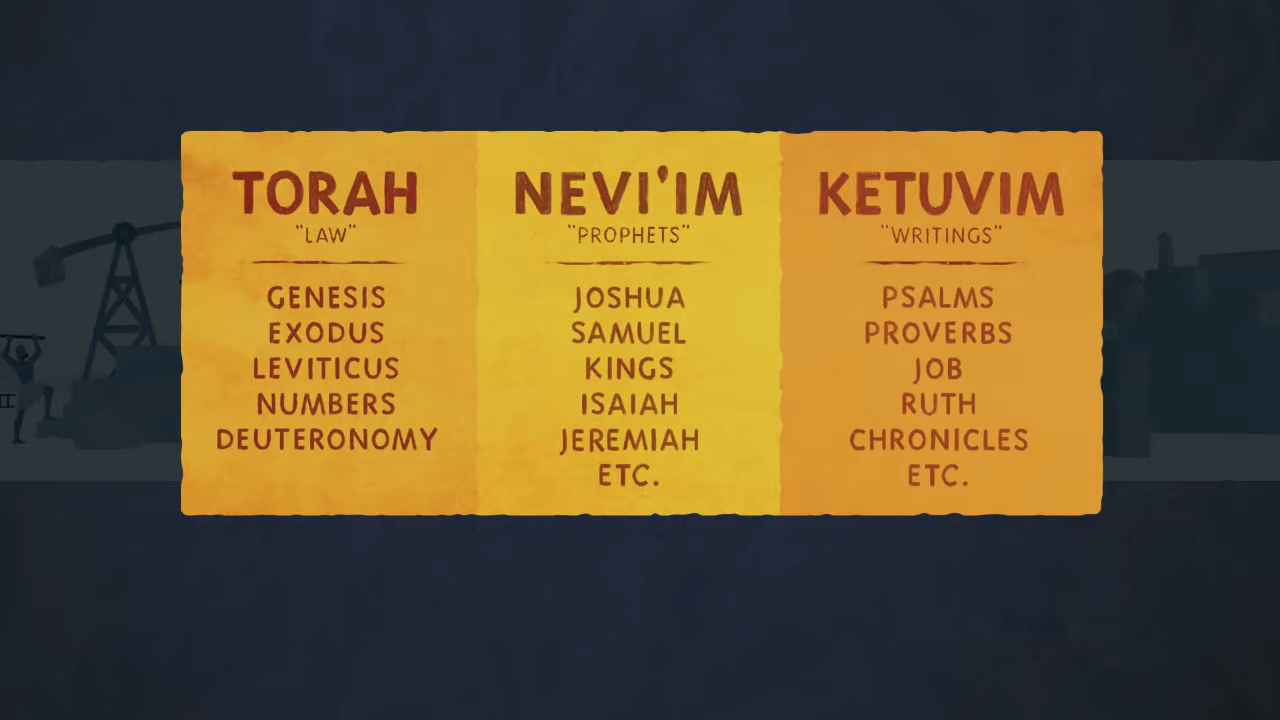 TORAH
"LAW"
GENESIS
EXODUS
LEVITICUS
NUMBERS
DEUTERONOMY
NEVI'IM
"PROPHETS"
JOSHUA
SAMUEL
KINGS
ISAIAH
JEREMIAH
ETC.
KETUVIM
"WRITINGS"
PSALMS
PROVERBS
JOB
RUTH
CHRONICLES
ETC.